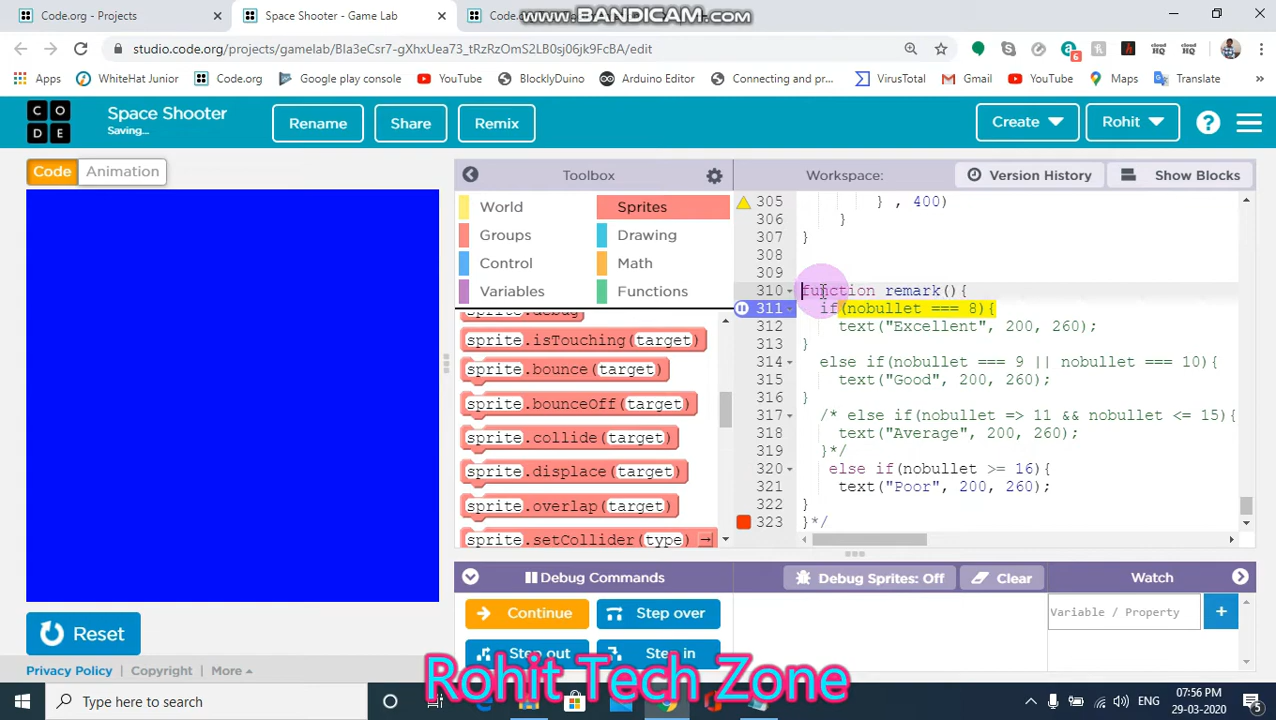 www.BANDICAM.com
Code.org - Projects
Space Shooter - Game Lab
Code.
studio.code.org/projects/gamelab/BIa3eCsr7-gXhxUea73_tRzRzOmS2LB0sj06jk9FcBA/edit
Apps
WhiteHat Junior
Code.org
Google play console
YouTube
BlocklyDuino
Arduino Editor
Connecting and pr...
VirusTotal
Gmail
YouTube
Maps
Translate
CODE
Space Shooter
Saving...
Rename
Share
Remix
Create
Rohit
Code
Animation
Toolbox
Workspace:
Version History
Show Blocks
World
Sprites
Groups
Drawing
Control
Math
Variables
Functions
sprite.debug
sprite.isTouching(target)
sprite.bounce(target)
sprite.bounceOff(target)
sprite.collide(target)
sprite.displace(target)
sprite.overlap(target)
sprite.setCollider(type)
305 } , 400)
306 }
307 }
308
309
310 function remark(){
311 if(nobullet === 8){
312 text("Excellent", 200, 260);
313 }
314 else if(nobullet === 9 || nobullet === 10){
315 text("Good", 200, 260);
316 }
317 /* else if(nobullet => 11 && nobullet <= 15){
318 text("Average", 200, 260);
319 }*/
320 else if(nobullet >= 16){
321 text("Poor", 200, 260);
322 }
323 }*/
Debug Commands
Debug Sprites: Off
Clear
Watch
Continue
Step over
Step out
Step in
Variable / Property
Reset
Privacy Policy
Copyright
More
Rohit Tech Zone
Type here to search
ENG
07:56 PM
29-03-2020
5